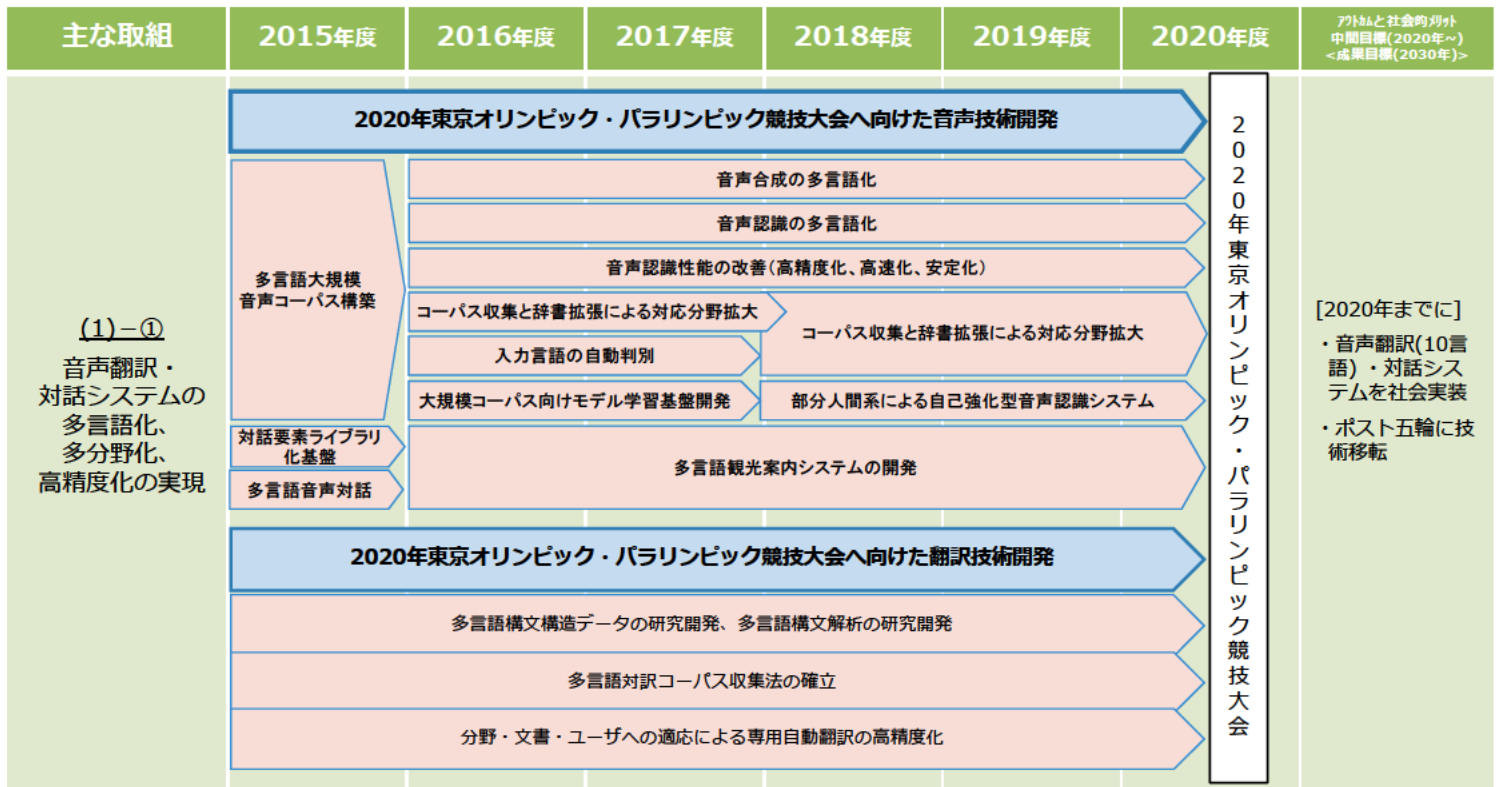 主な取組
2015年度
2016年度
2017年度
2018年度
2019年度
2020年度
アウトカムと社会的メリット
中間目標(2020年~)
<成果目標(2030年)>
(1)-①
音声翻訳・
対話システムの
多言語化、
多分野化、
高精度化の実現
2020年東京オリンピック・パラリンピック競技大会へ向けた音声技術開発
多言語大規模
音声コーパス構築
音声合成の多言語化
音声認識の多言語化
音声認識性能の改善(高精度化、高速化、安定化)
コーパス収集と辞書拡張による対応分野拡大
コーパス収集と辞書拡張による対応分野拡大
入力言語の自動判別
大規模コーパス向けモデル学習基盤開発
部分人間系による自己強化型音声認識システム
対話要素ライブラリ
化基盤
多言語音声対話
多言語観光案内システムの開発
2020年東京オリンピック・パラリンピック競技大会へ向けた翻訳技術開発
多言語構文構造データの研究開発、多言語構文解析の研究開発
多言語対訳コーパス収集法の確立
分野・文書・ユーザへの適応による専用自動翻訳の高精度化
2020年東京オリンピック・パラリンピック競技大会
[2020年までに]
・音声翻訳(10言
語)・対話シス
テムを社会実装
・ポスト五輪に技
術移転